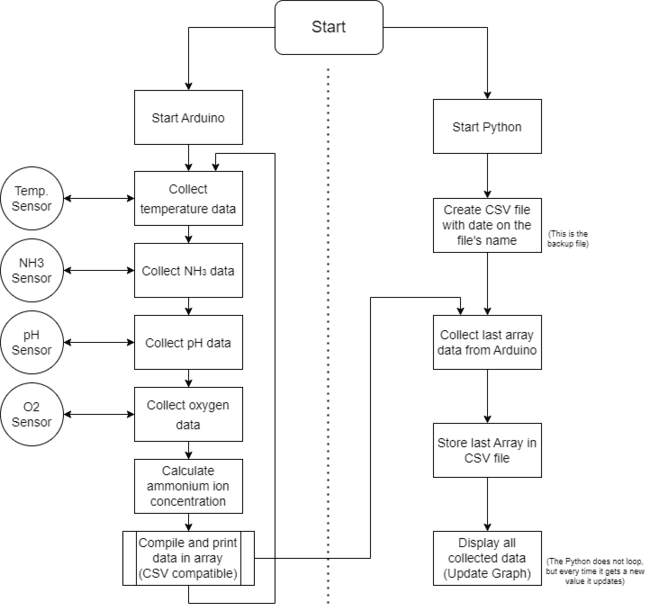 Start
Start Arduino
Start Python
Temp.
Sensor
Collect
temperature data
Create CSV file
with date on the
file's name
(This is the
backup file)
NH3
Sensor
Collect NH₃ data
pH
Sensor
Collect pH data
Collect last array
data from Arduino
O2
Sensor
Collect oxygen
data
Store last Array in
CSV file
Calculate
ammonium ion
concentration
Compile and print
data in array
(CSV compatible)
Display all
collected data
(Update Graph)
(The Python does not loop,
but every time it gets a new
value it updates)